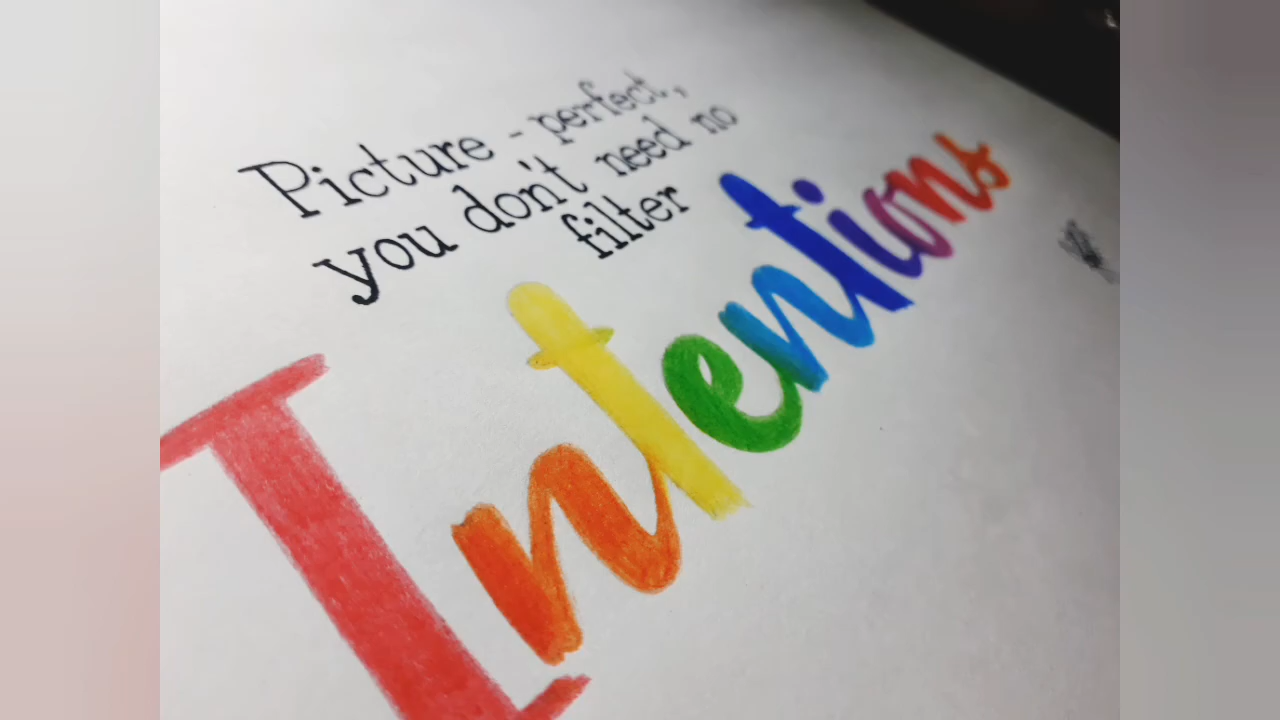 Picture - perfect,
you don't need no
filter
Intentions